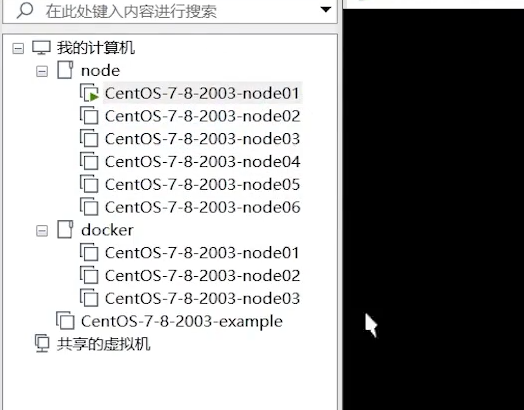 在此处键入内容进行搜索
我的计算机
node
CentOS-7-8-2003-node01
CentOS-7-8-2003-node02
CentOS-7-8-2003-node03
CentOS-7-8-2003-node04
CentOS-7-8-2003-node05
CentOS-7-8-2003-node06
docker
CentOS-7-8-2003-node01
CentOS-7-8-2003-node02
CentOS-7-8-2003-node03
CentOS-7-8-2003-example
共享的虚拟机